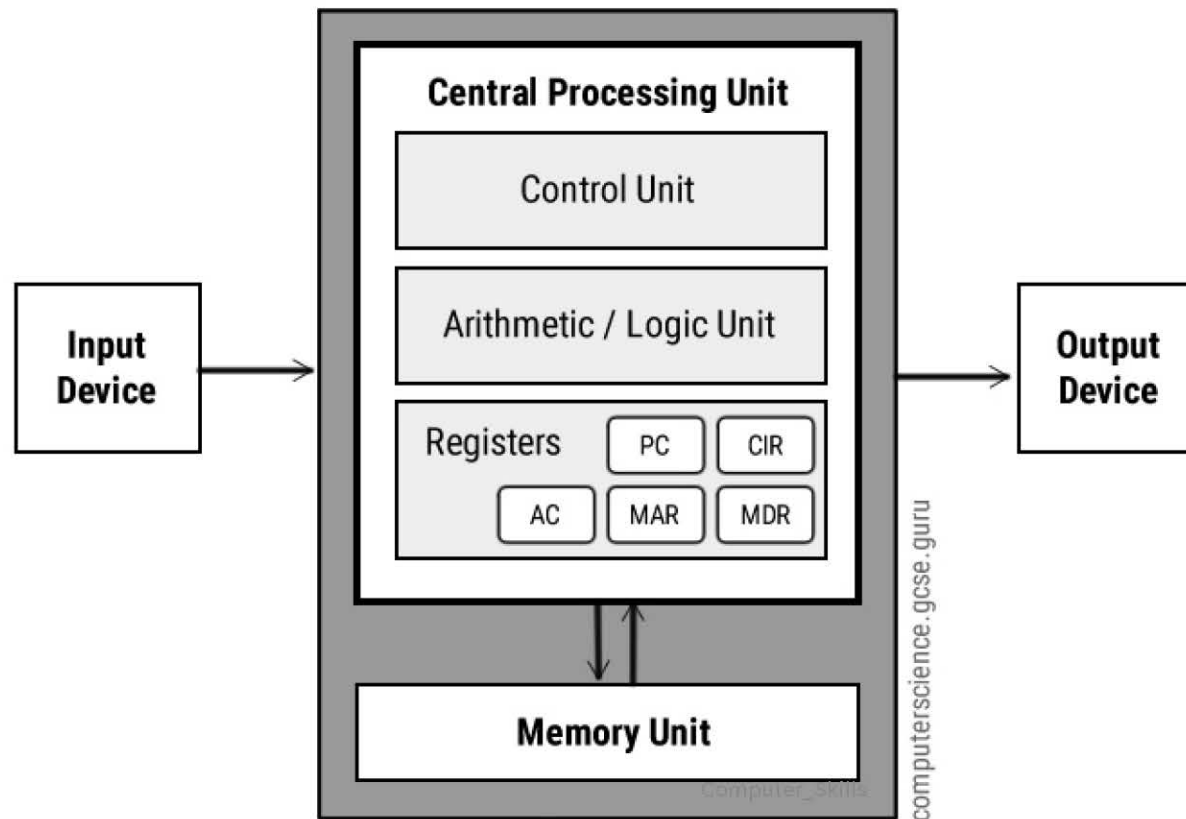 Central Processing Unit
Control Unit
Arithmetic / Logic Unit
Input
Device
Output
Device
Registers
PC
CIR
AC
MAR
MDR
Memory Unit
Computer_Skills
computerscience.gcse.guru